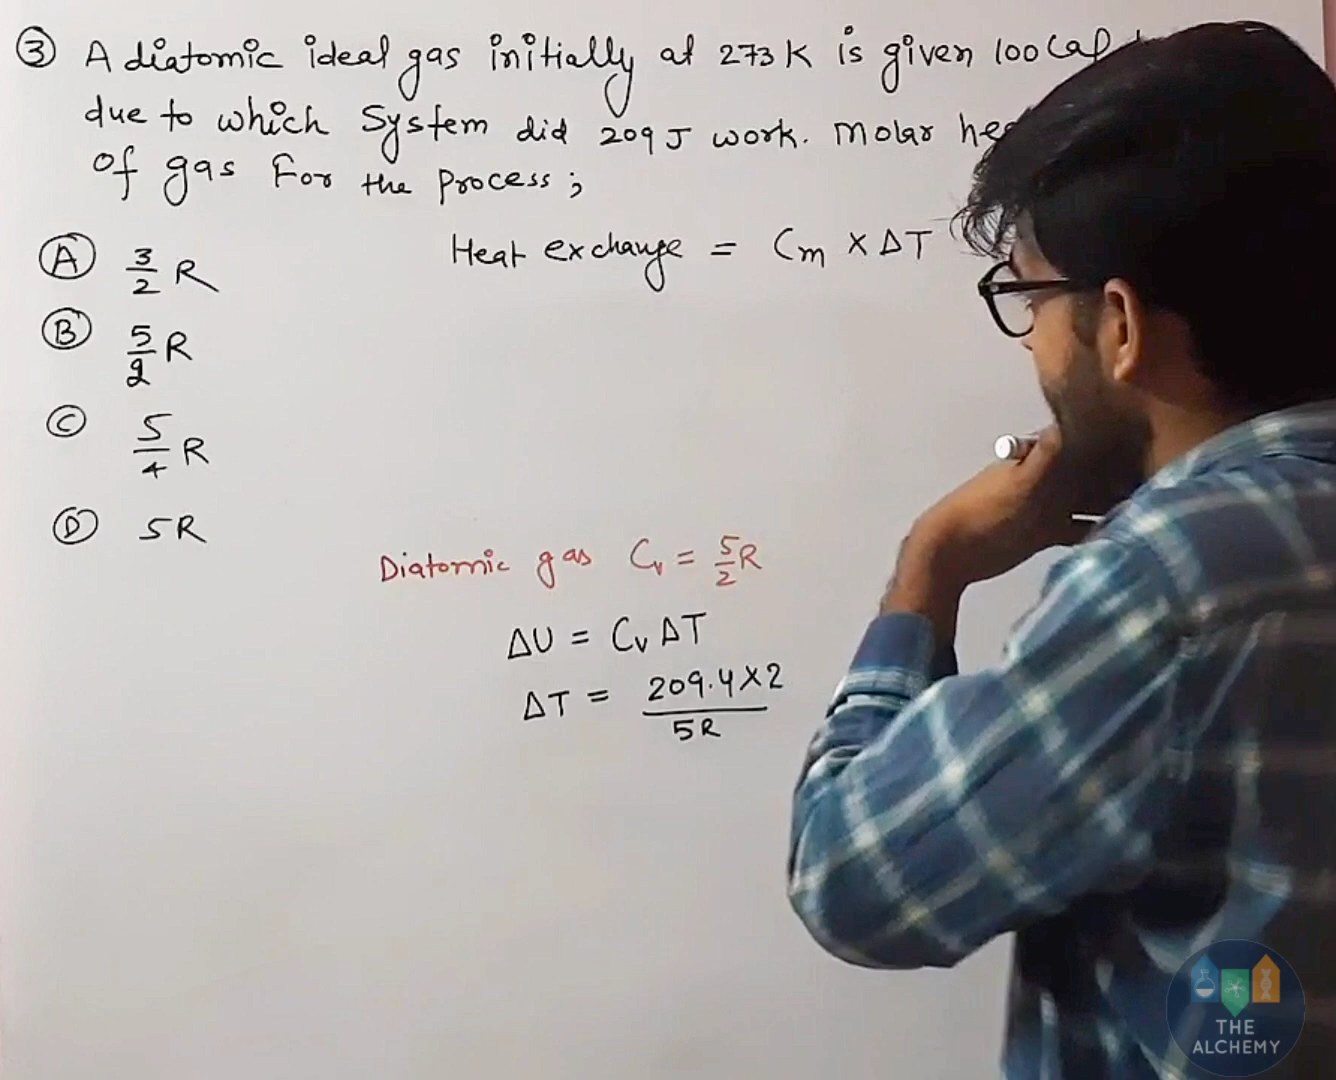 ③ A diatomic ideal gas initially at 273 K is given 100 cal
due to which System did 209 J work. Molar
of gas For the Process ;
Heat exchange = Cm × ΔT
Ⓐ 3/2 R
Ⓑ 5/2 R
Ⓒ 5/4 R
Ⓓ 5R
Diatomic gas Cv = 5/2 R
ΔU = Cv ΔT
ΔT = 209.4×2 / 5R
THE
ALCHEMY